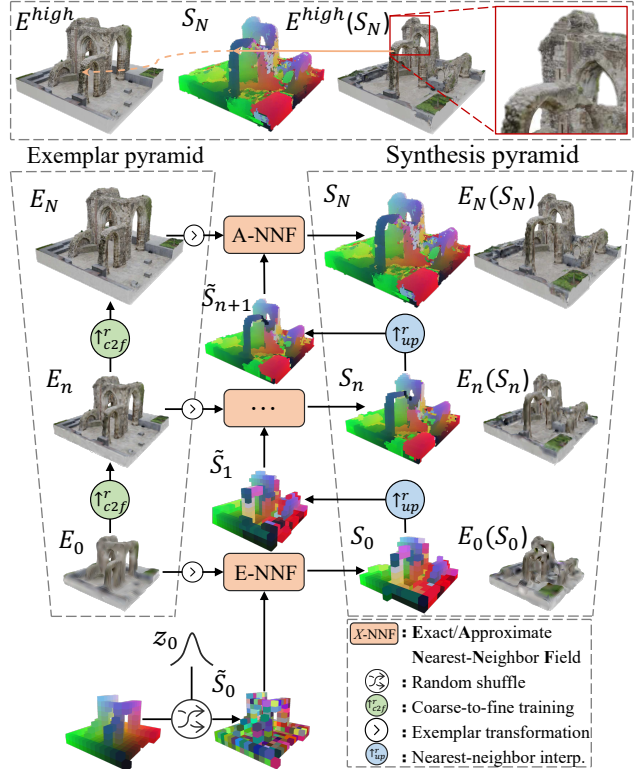 E^{high} S_N E^{high}(S_N)
Exemplar pyramid Synthesis pyramid
E_N S_N E_N(S_N)
A-NNF
S̃_{n+1}
↑^r_{c2f} ↑^r_{up}
E_n S_n E_n(S_n)
...
S̃_1
↑^r_{c2f} ↑^r_{up}
E_0 S_0 E_0(S_0)
E-NNF
z_0
S̃_0
X-NNF : Exact/Approximate
Nearest-Neighbor Field
: Random shuffle
↑^r_{c2f} : Coarse-to-fine training
: Exemplar transformation
↑^r_{up} : Nearest-neighbor interp.